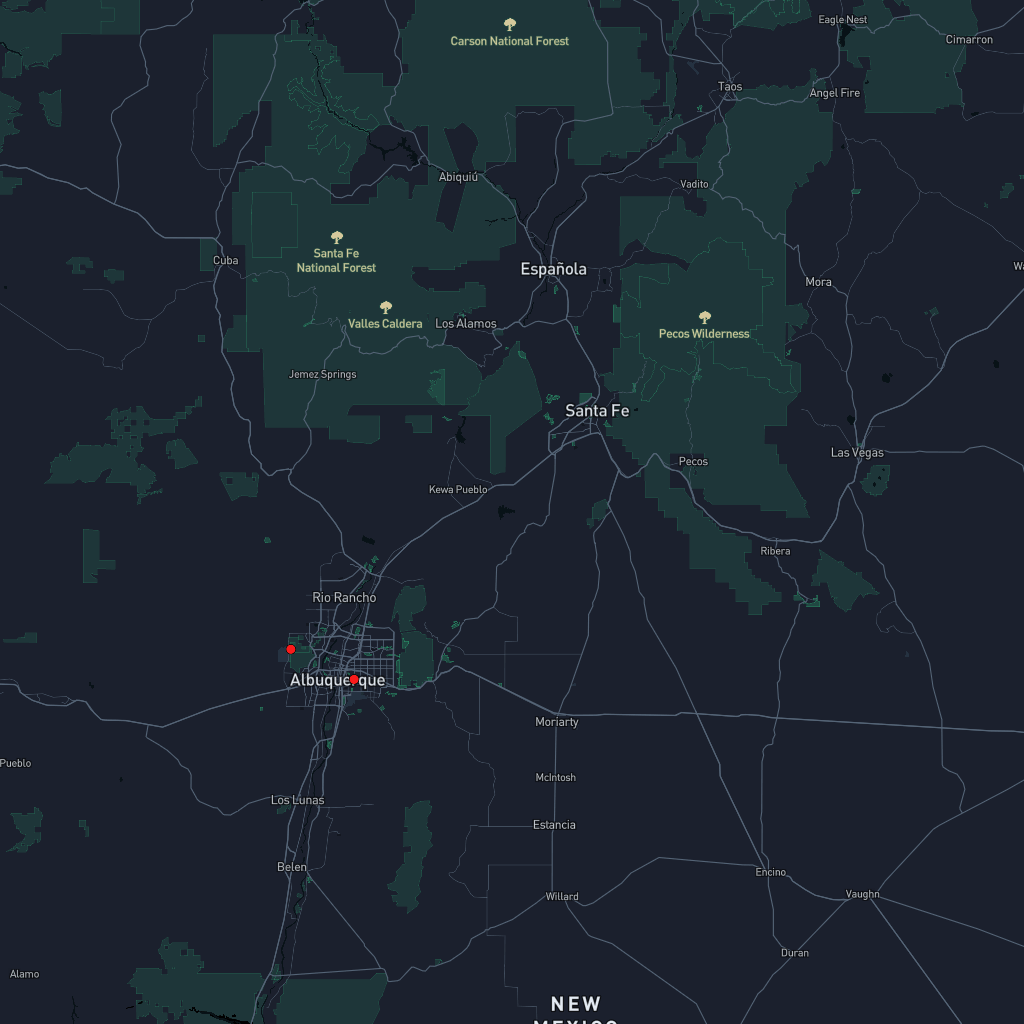 Eagle Nest
Carson National Forest
Cimarron
Taos
Angel Fire
Abiquiú
Vadito
Santa Fe
National Forest
Cuba
Española
Mora
Valles Caldera
Los Alamos
Pecos Wilderness
Jemez Springs
Santa Fe
Las Vegas
Pecos
Kewa Pueblo
Ribera
Rio Rancho
Albuquerque
Moriarty
Pueblo
McIntosh
Los Lunas
Estancia
Belen
Encino
Willard
Vaughn
Duran
Alamo
NEW
MEXICO